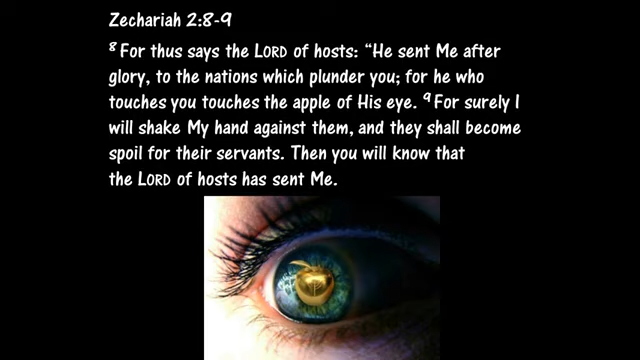 Zechariah 2:8-9
8 For thus says the LORD of hosts: "He sent Me after
glory, to the nations which plunder you; for he who
touches you touches the apple of His eye. 9 For surely I
will shake My hand against them, and they shall become
spoil for their servants. Then you will know that
the LORD of hosts has sent Me.